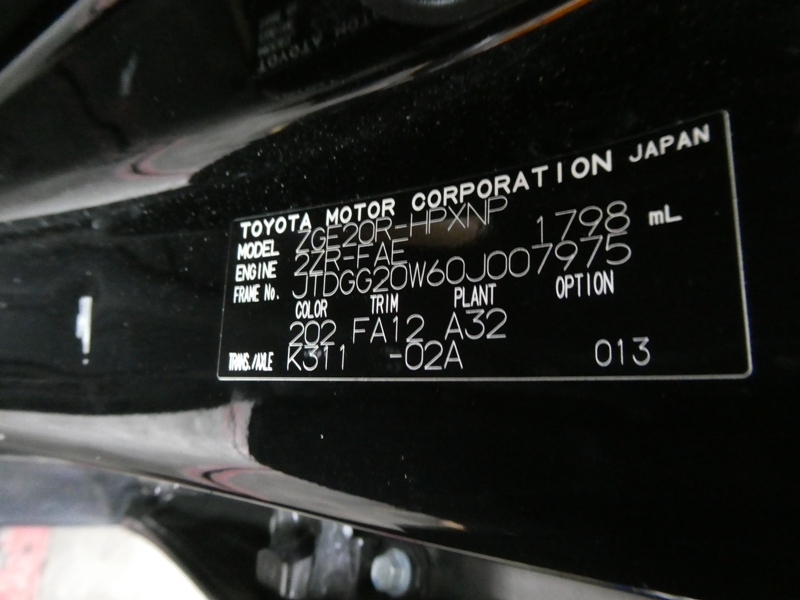 TOYOTA MOTOR CORPORATION JAPAN
MODEL ZGE20R-HPXNP
ENGINE 2ZR-FAE 1798 mL
FRAME No. JTDGG20W60J007975
COLOR TRIM PLANT OPTION
202 FA12 A32
TRANS./AXLE K311 -02A 013